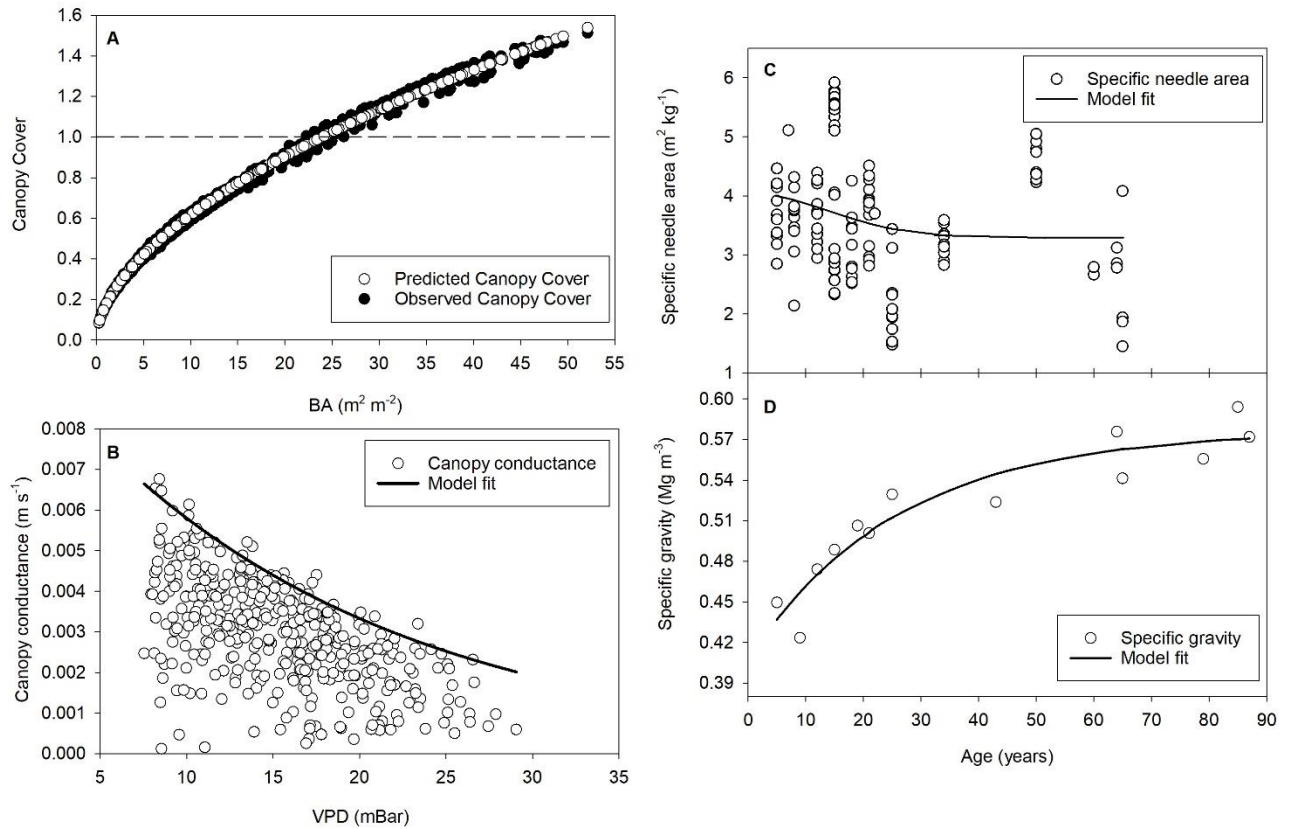 A
Canopy Cover
1.6
1.4
1.2
1.0
0.8
0.6
0.4
0.2
0.0
Predicted Canopy Cover
Observed Canopy Cover
0 5 10 15 20 25 30 35 40 45 50 55
BA (m² m⁻²)
B
Canopy conductance (m s⁻¹)
0.008
0.007
0.006
0.005
0.004
0.003
0.002
0.001
0.000
Canopy conductance
Model fit
5 10 15 20 25 30 35
VPD (mBar)
C
Specific needle area (m² kg⁻¹)
6
5
4
3
2
1
Specific needle area
Model fit
D
Specific gravity (Mg m⁻³)
0.60
0.57
0.54
0.51
0.48
0.45
0.42
0.39
Specific gravity
Model fit
0 10 20 30 40 50 60 70 80 90
Age (years)